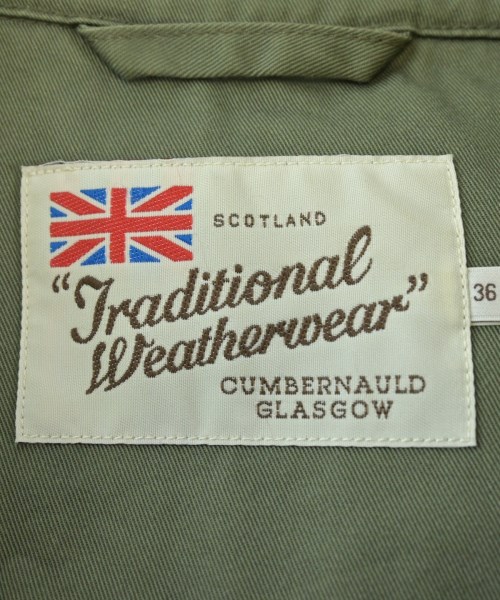 SCOTLAND
"Traditional
Weatherwear"
CUMBERNAULD
GLASGOW
36